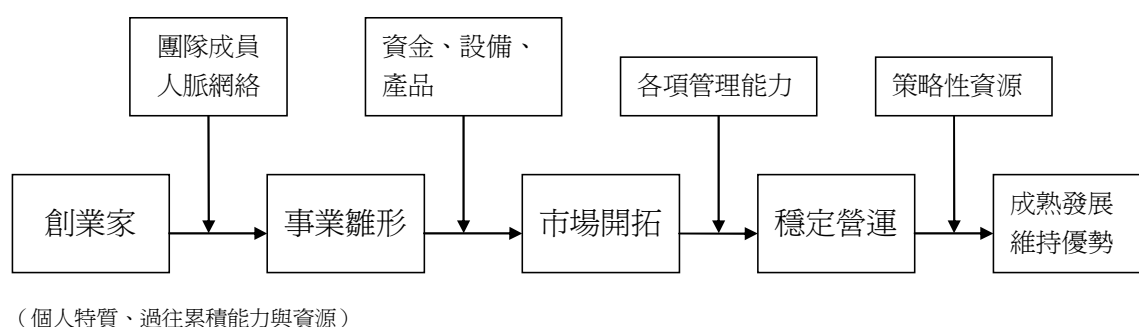 團隊成員
人脈網絡
資金、設備、
產品
各項管理能力
策略性資源
創業家
事業雛形
市場開拓
穩定營運
成熟發展
維持優勢
（個人特質、過往累積能力與資源）